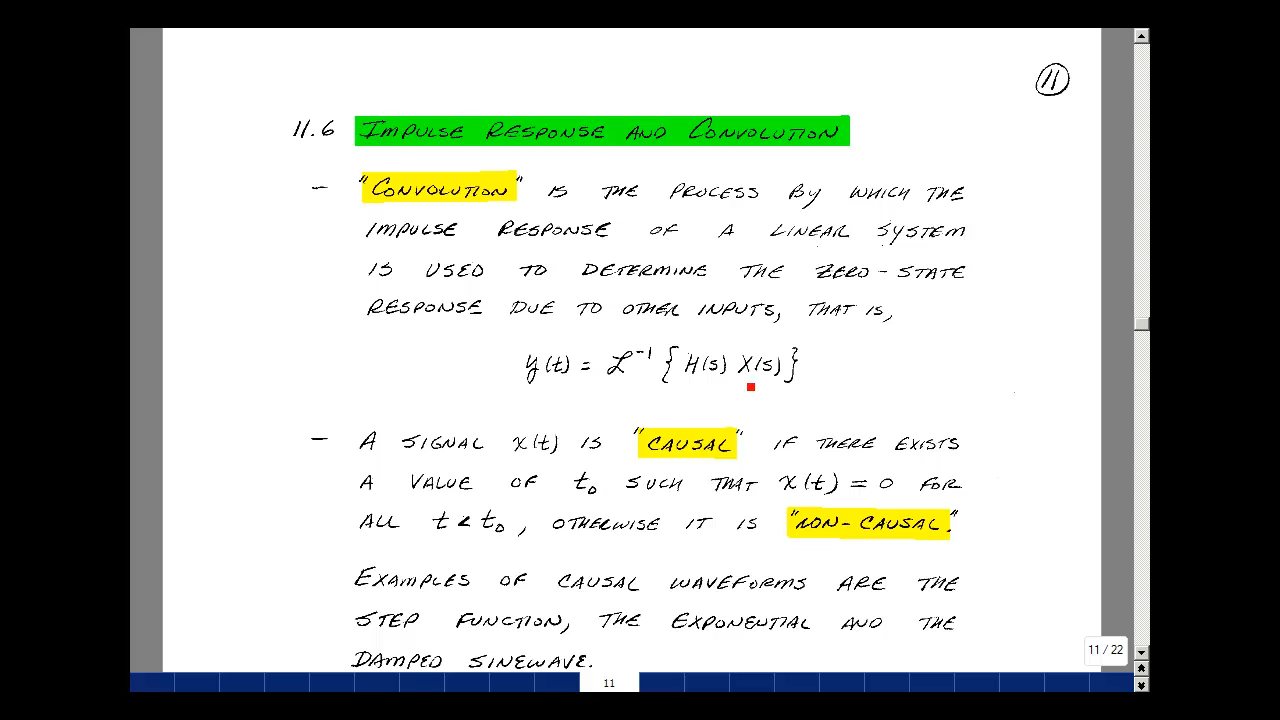 11
11.6 IMPULSE RESPONSE AND CONVOLUTION
- "CONVOLUTION" IS THE PROCESS BY WHICH THE
IMPULSE RESPONSE OF A LINEAR SYSTEM
IS USED TO DETERMINE THE ZERO-STATE
RESPONSE DUE TO OTHER INPUTS, THAT IS,
y(t) = ℒ⁻¹ { H(s) X(s) }
- A SIGNAL x(t) IS "CAUSAL" IF THERE EXISTS
A VALUE OF t₀ SUCH THAT x(t) = 0 FOR
ALL t < t₀, OTHERWISE IT IS "NON-CAUSAL."
EXAMPLES OF CAUSAL WAVEFORMS ARE THE
STEP FUNCTION, THE EXPONENTIAL AND THE
DAMPED SINEWAVE.
11 / 22
11